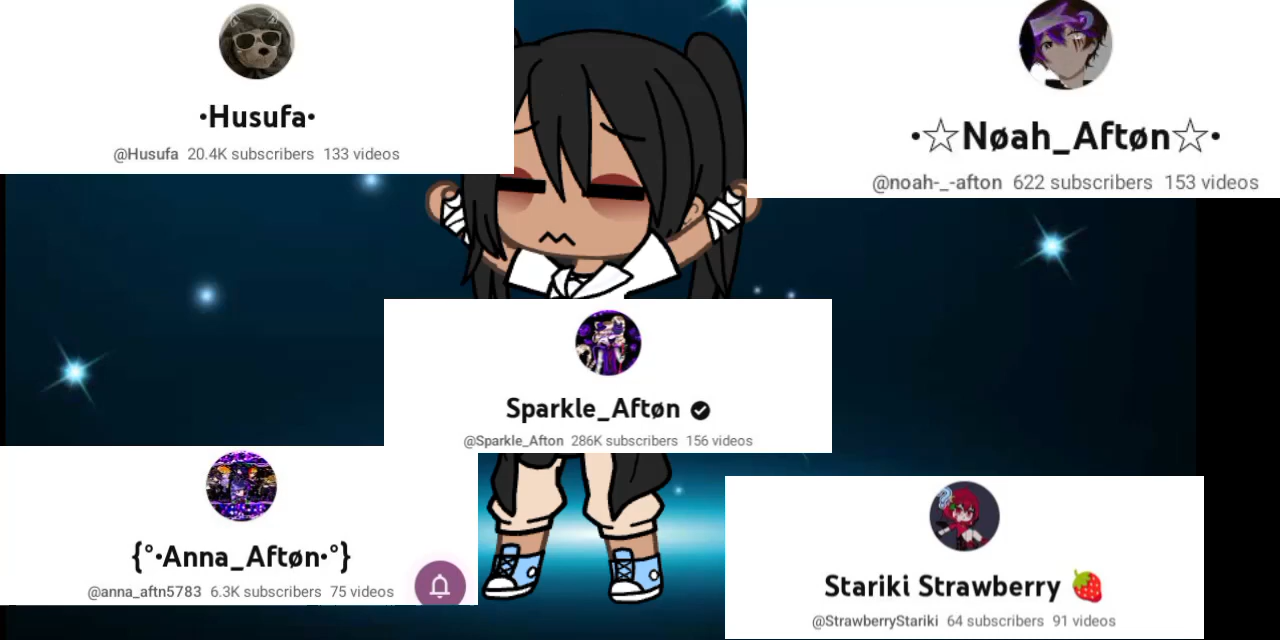 •Husufa•
@Husufa 20.4K subscribers 133 videos
•☆Nøah_Aftøn☆•
@noah-_-afton 622 subscribers 153 videos
Sparkle_Aftøn
@Sparkle_Afton 286K subscribers 156 videos
{°•Anna_Aftøn•°}
@anna_aftn5783 6.3K subscribers 75 videos
Stariki Strawberry 🍓
@StrawberryStariki 64 subscribers 91 videos